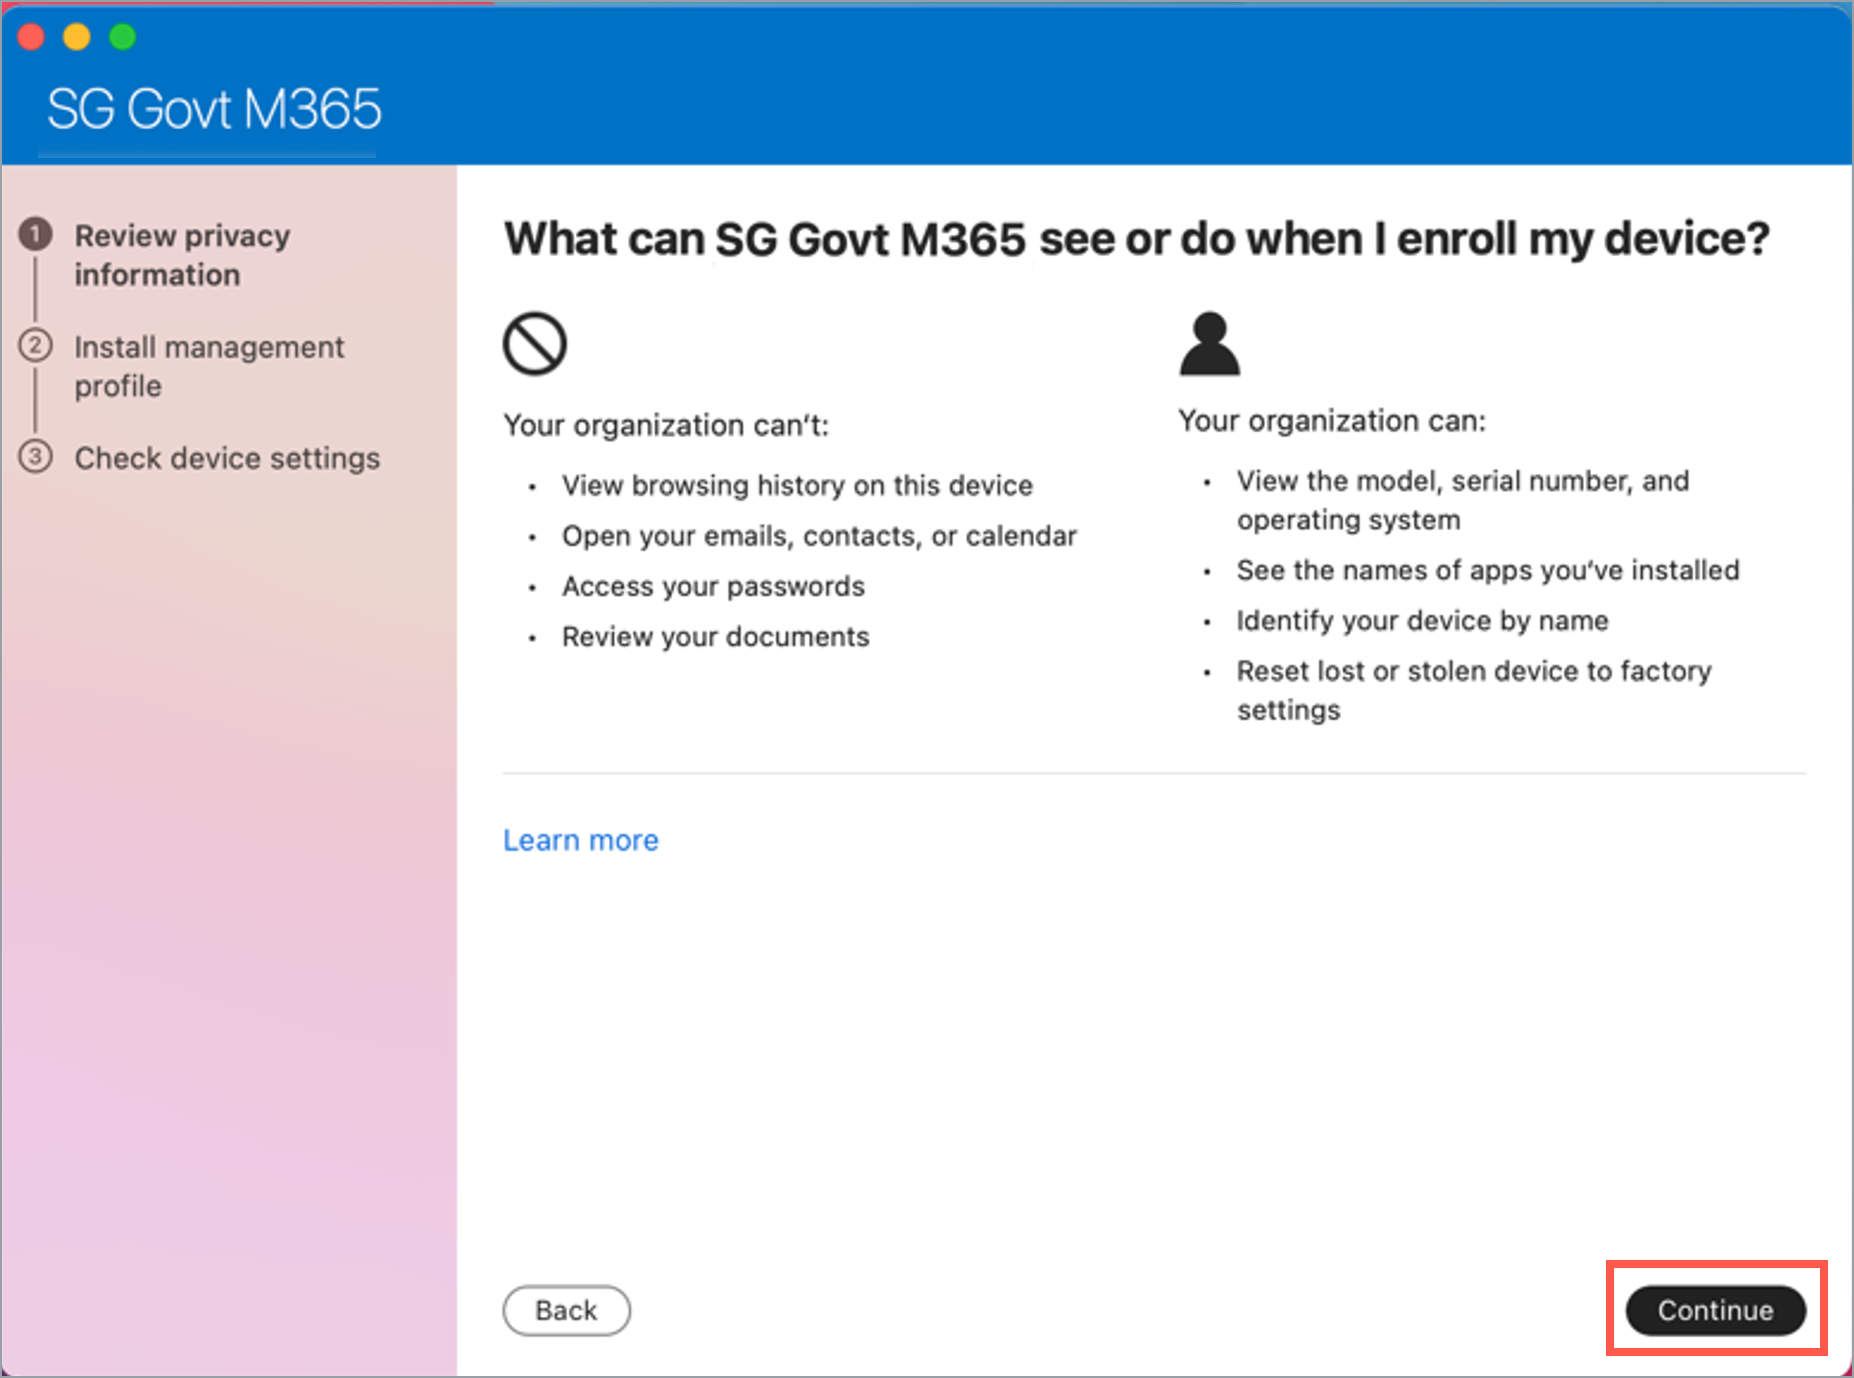 SG Govt M365
1
Review privacy
information
2
Install management
profile
3
Check device settings
What can SG Govt M365 see or do when I enroll my device?
Your organization can't:
• View browsing history on this device
• Open your emails, contacts, or calendar
• Access your passwords
• Review your documents
Your organization can:
• View the model, serial number, and
operating system
• See the names of apps you've installed
• Identify your device by name
• Reset lost or stolen device to factory
settings
Learn more
Back
Continue